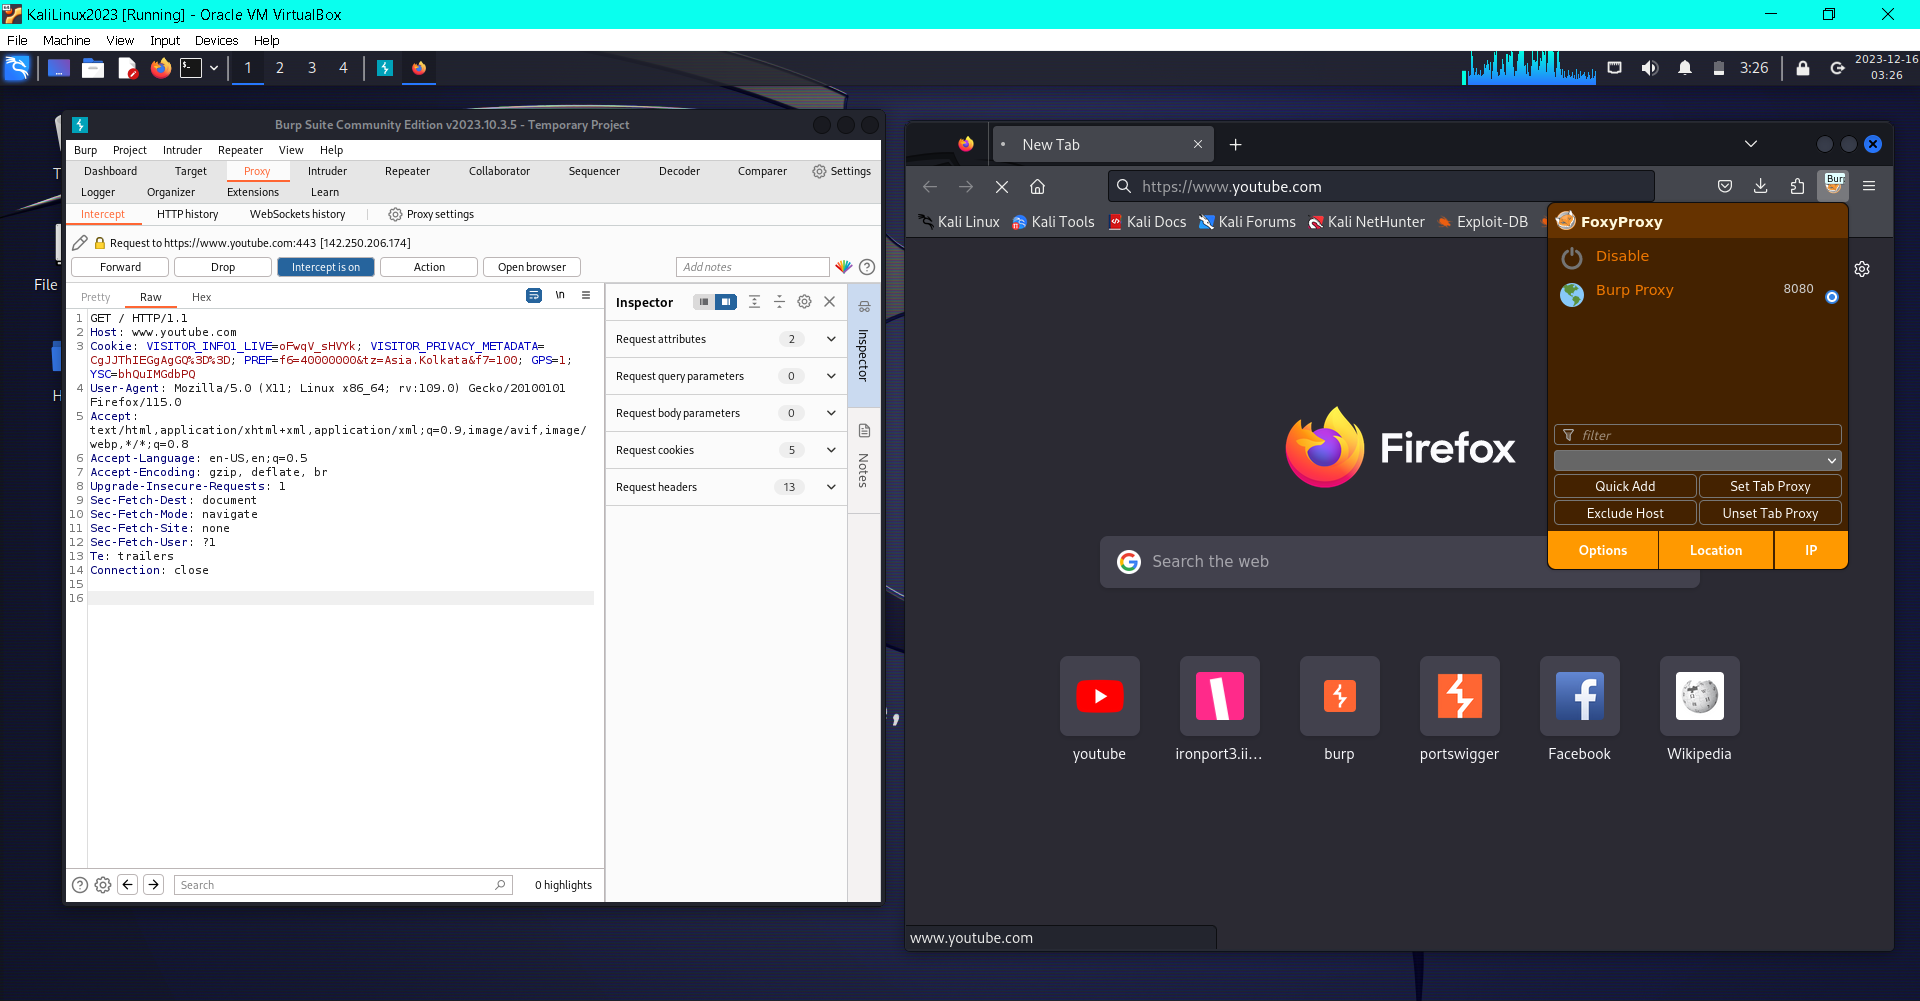 KaliLinux2023 [Running] - Oracle VM VirtualBox
File Machine View Input Devices Help
1 2 3 4
3:26
2023-12-16
03:26
File
Burp Suite Community Edition v2023.10.3.5 - Temporary Project
Burp Project Intruder Repeater View Help
Dashboard Target Proxy Intruder Repeater Collaborator Sequencer Decoder Comparer Settings
Logger Organizer Extensions Learn
Intercept HTTP history WebSockets history Proxy settings
Request to https://www.youtube.com:443 [142.250.206.174]
Forward Drop Intercept is on Action Open browser Add notes
Pretty Raw Hex \n
1 GET / HTTP/1.1
2 Host: www.youtube.com
3 Cookie: VISITOR_INFO1_LIVE=oFwqV_sHVYk; VISITOR_PRIVACY_METADATA=
CgJJThIEGgAgGQ%3D%3D; PREF=f6=40000000&tz=Asia.Kolkata&f7=100; GPS=1;
YSC=bhQuIMGdbPQ
4 User-Agent: Mozilla/5.0 (X11; Linux x86_64; rv:109.0) Gecko/20100101
Firefox/115.0
5 Accept:
text/html,application/xhtml+xml,application/xml;q=0.9,image/avif,image/
webp,*/*;q=0.8
6 Accept-Language: en-US,en;q=0.5
7 Accept-Encoding: gzip, deflate, br
8 Upgrade-Insecure-Requests: 1
9 Sec-Fetch-Dest: document
10 Sec-Fetch-Mode: navigate
11 Sec-Fetch-Site: none
12 Sec-Fetch-User: ?1
13 Te: trailers
14 Connection: close
15
16
Inspector
Request attributes 2
Request query parameters 0
Request body parameters 0
Request cookies 5
Request headers 13
Inspector
Notes
Search
0 highlights
New Tab
https://www.youtube.com
Kali Linux Kali Tools Kali Docs Kali Forums Kali NetHunter Exploit-DB
FoxyProxy
Disable
Burp Proxy 8080
filter
Quick Add Set Tab Proxy
Exclude Host Unset Tab Proxy
Options Location IP
Firefox
Search the web
youtube ironport3.ii... burp portswigger Facebook Wikipedia
www.youtube.com